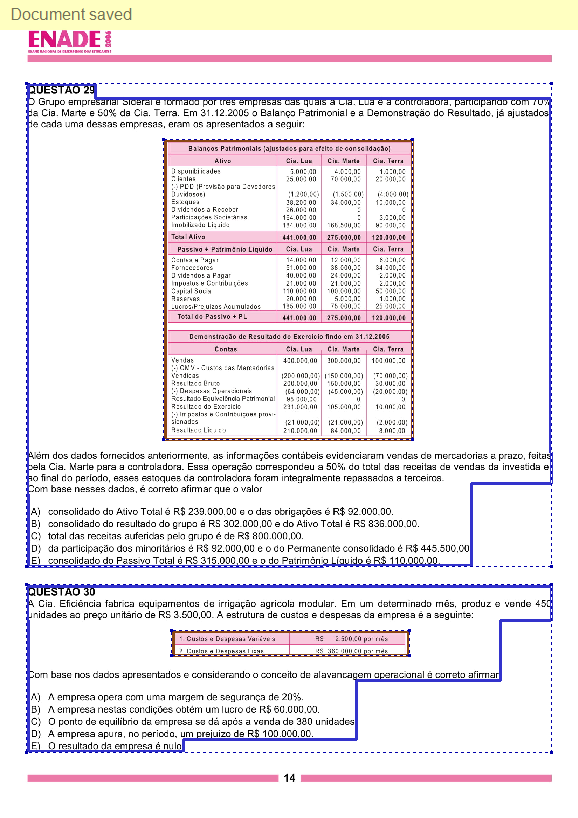 Document saved
ENADE 2006
QUESTÃO 29
O Grupo empresarial Sideral é formado por três empresas das quais a Cia. Lua é a controladora, participando com 70%
da Cia. Marte e 50% da Cia. Terra. Em 31.12.2005 o Balanço Patrimonial e a Demonstração do Resultado, já ajustados
de cada uma dessas empresas, eram os apresentados a seguir:
Balanços Patrimoniais (ajustados para efeito de consolidação)
Ativo Cia. Lua Cia. Marte Cia. Terra
Disponibilidades 5.000,00 4.000,00 1.000,00
Clientes 25.000,00 70.000,00 20.000,00
(-) PDD (Provisão para Devedores
Duvidosos) (1.200,00) (1.500,00) (4.000,00)
Estoques 38.200,00 34.000,00 10.000,00
Dividendos a Receber 26.000,00 0 0
Participações Societárias 164.000,00 0 3.000,00
Imobilizado Líquido 184.000,00 168.500,00 90.000,00
Total Ativo 441.000,00 275.000,00 120.000,00
Passivo + Patrimônio Líquido Cia. Lua Cia. Marte Cia. Terra
Contas a Pagar 14.000,00 12.000,00 6.000,00
Fornecedores 51.000,00 38.000,00 34.000,00
Dividendos a Pagar 40.000,00 24.000,00 2.000,00
Impostos e Contribuições 21.000,00 21.000,00 2.000,00
Capital Social 110.000,00 100.000,00 50.000,00
Reservas 20.000,00 5.000,00 1.000,00
Lucros/Prejuízos Acumulados 185.000,00 75.000,00 25.000,00
Total do Passivo + PL 441.000,00 275.000,00 120.000,00
Demonstração de Resultado do Exercício findo em 31.12.2005
Contas Cia. Lua Cia. Marte Cia. Terra
Vendas 400.000,00 300.000,00 100.000,00
(-) CMV - Custos das Mercadorias
Vendidas (200.000,00) (150.000,00) (70.000,00)
Resultado Bruto 200.000,00 150.000,00 30.000,00
(-) Despesas Operacionais (64.000,00) (45.000,00) (20.000,00)
Resultado Equivalência Patrimonial 95.000,00 0 0
Resultado do Exercício 231.000,00 105.000,00 10.000,00
(-) Impostos e Contribuições provi-
sionados (21.000,00) (21.000,00) (2.000,00)
Resultado Líquido 210.000,00 84.000,00 8.000,00
Além dos dados fornecidos anteriormente, as informações contábeis evidenciaram vendas de mercadorias a prazo, feitas
pela Cia. Marte para a controladora. Essa operação correspondeu a 50% do total das receitas de vendas da investida e
ao final do período, esses estoques da controladora foram integralmente repassados a terceiros.
Com base nesses dados, é correto afirmar que o valor
A) consolidado do Ativo Total é R$ 239.000,00 e o das obrigações é R$ 92.000,00.
B) consolidado do resultado do grupo é R$ 302.000,00 e do Ativo Total é R$ 836.000,00.
C) total das receitas auferidas pelo grupo é de R$ 800.000,00.
D) da participação dos minoritários é R$ 92.000,00 e o do Permanente consolidado é R$ 445.500,00
E) consolidado do Passivo Total é R$ 315.000,00 e o do Patrimônio Líquido é R$ 110.000,00.
QUESTÃO 30
A Cia. Eficiência fabrica equipamentos de irrigação agrícola modular. Em um determinado mês, produz e vende 450
unidades ao preço unitário de R$ 3.500,00. A estrutura de custos e despesas da empresa é a seguinte:
1. Custos e Despesas Variáveis R$ 2.500,00 por mês
2. Custos e Despesas Fixas R$ 360.000,00 por mês
Com base nos dados apresentados e considerando o conceito de alavancagem operacional é correto afirmar
A) A empresa opera com uma margem de segurança de 20%.
B) A empresa nestas condições obtém um lucro de R$ 60.000,00.
C) O ponto de equilíbrio da empresa se dá após a venda de 380 unidades
D) A empresa apura, no período, um prejuízo de R$ 100.000,00.
E) O resultado da empresa é nulo
14